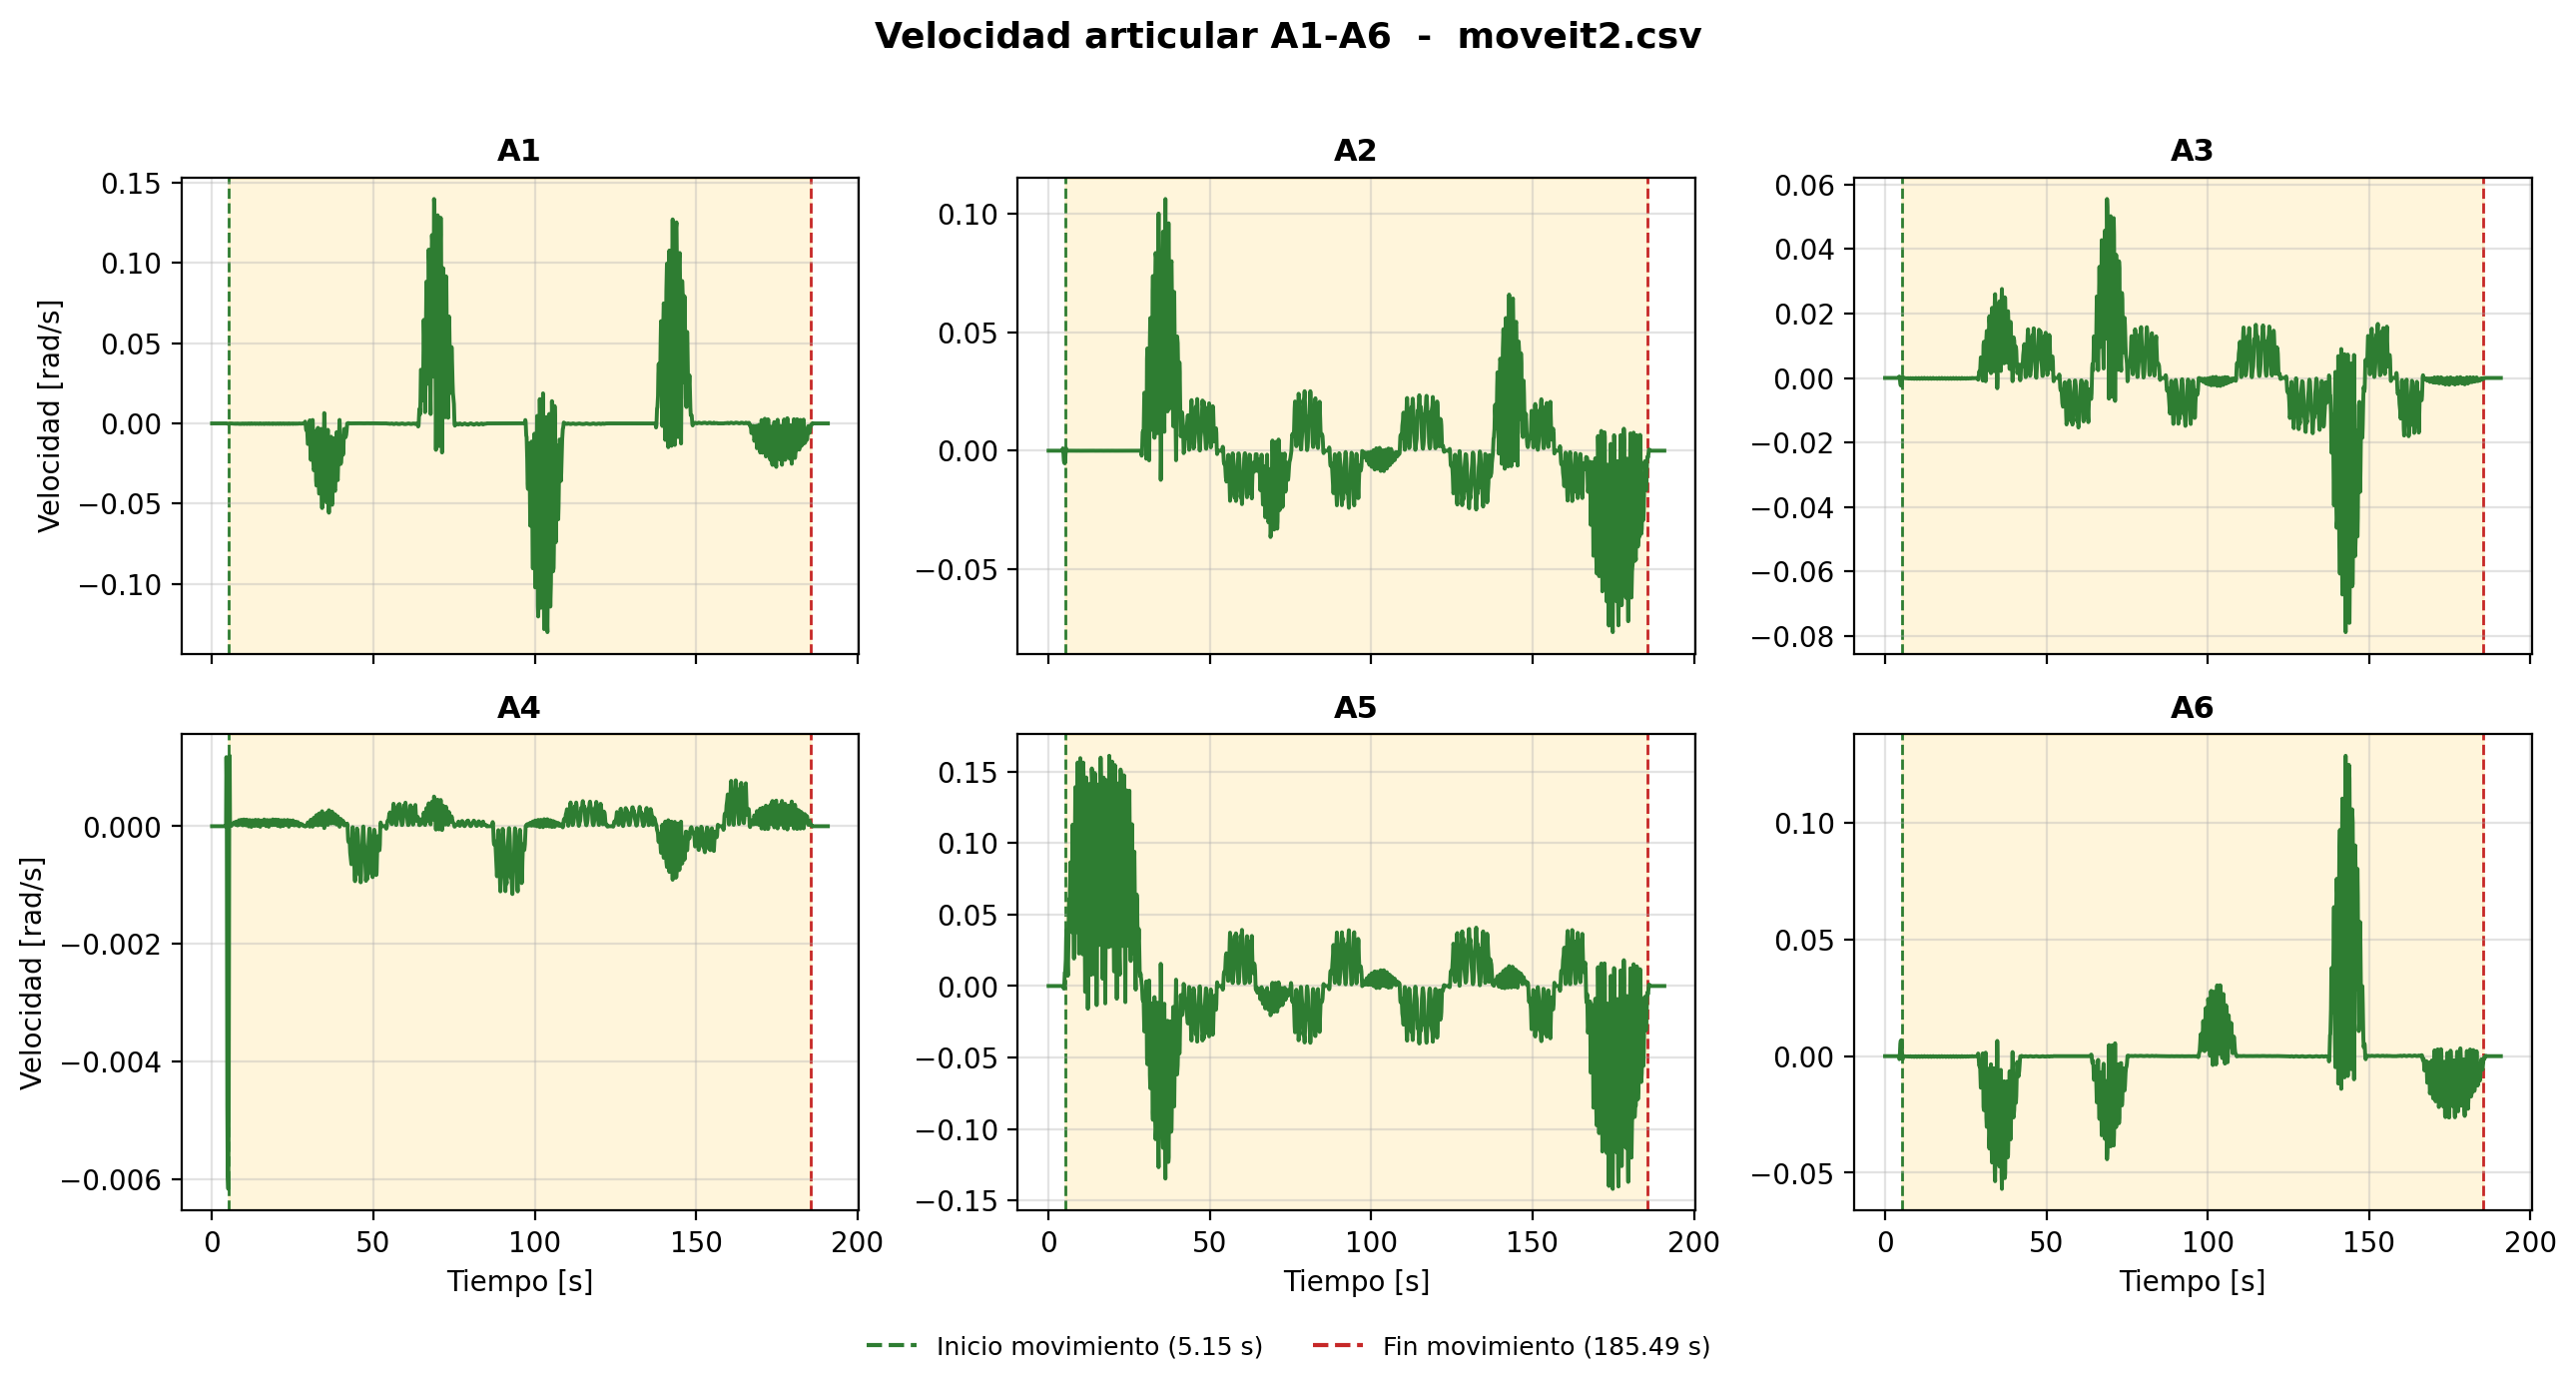 Velocidad articular A1-A6  -  moveit2.csv
A1
A2
A3
Velocidad [rad/s]
0.15
0.10
0.05
0.00
−0.05
−0.10
0.10
0.05
0.00
−0.05
0.06
0.04
0.02
0.00
−0.02
−0.04
−0.06
−0.08
A4
A5
A6
Velocidad [rad/s]
0.000
−0.002
−0.004
−0.006
0.15
0.10
0.05
0.00
−0.05
−0.10
−0.15
0.10
0.05
0.00
−0.05
0 50 100 150 200
0 50 100 150 200
0 50 100 150 200
Tiempo [s]
Tiempo [s]
Tiempo [s]
Inicio movimiento (5.15 s)
Fin movimiento (185.49 s)